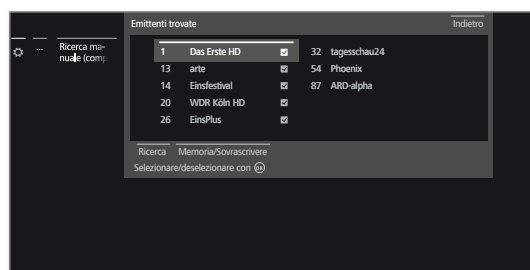 Emittenti trovate
Indietro
...
Ricerca ma-
nuale (comp
1 Das Erste HD
13 arte
14 Einsfestival
20 WDR Köln HD
26 EinsPlus
32 tagesschau24
54 Phoenix
87 ARD-alpha
Ricerca Memoria/Sovrascrivere
Selezionare/deselezionare con OK